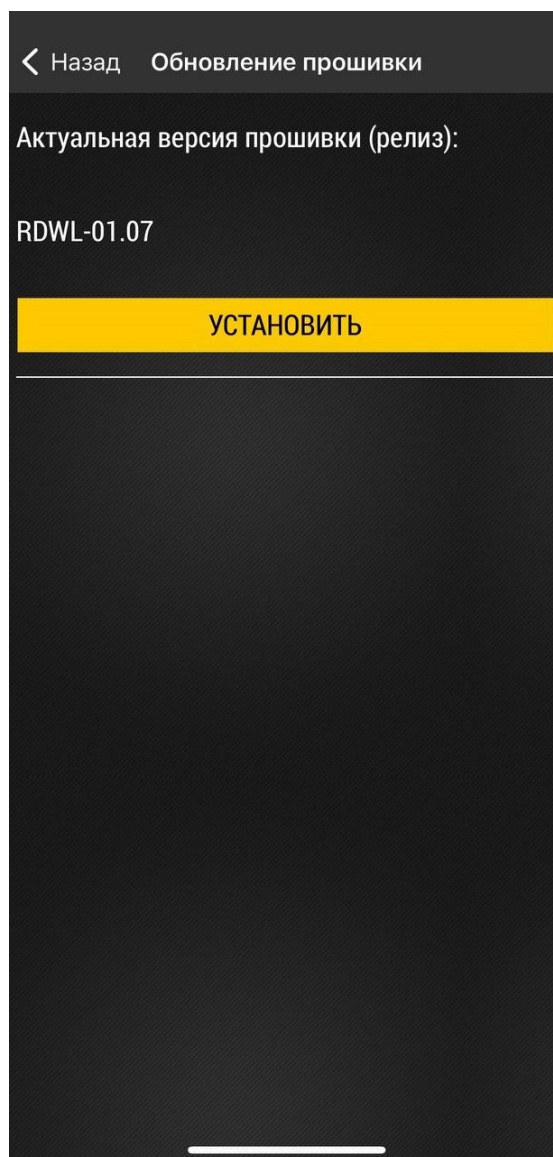 Назад Обновление прошивки
Актуальная версия прошивки (релиз):
RDWL-01.07
УСТАНОВИТЬ